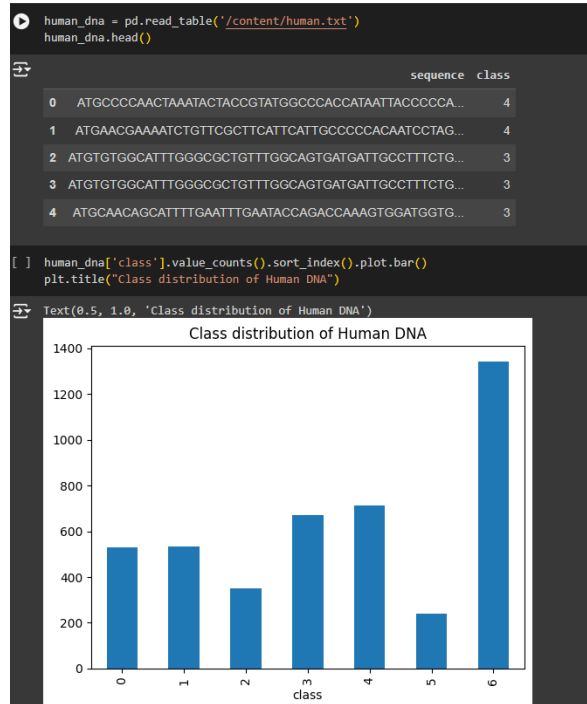 human_dna = pd.read_table('/content/human.txt')
human_dna.head()
sequence class
0 ATGCCCCAACTAAATACTACCGTATGGCCCACCATAATTACCCCCA... 4
1 ATGAACGAAAATCTGTTCGCTTCATTCATTGCCCCCACAATCCTAG... 4
2 ATGTGTGGCATTTGGGCGCTGTTTGGCAGTGATGATTGCCTTTCTG... 3
3 ATGTGTGGCATTTGGGCGCTGTTTGGCAGTGATGATTGCCTTTCTG... 3
4 ATGCAACAGCATTTTGAATTTGAATACCAGACCAAAGTGGATGGTG... 3
[ ] human_dna['class'].value_counts().sort_index().plot.bar()
plt.title("Class distribution of Human DNA")
Text(0.5, 1.0, 'Class distribution of Human DNA')
Class distribution of Human DNA
1400
1200
1000
800
600
400
200
0
0 1 2 3 4 5 6
class